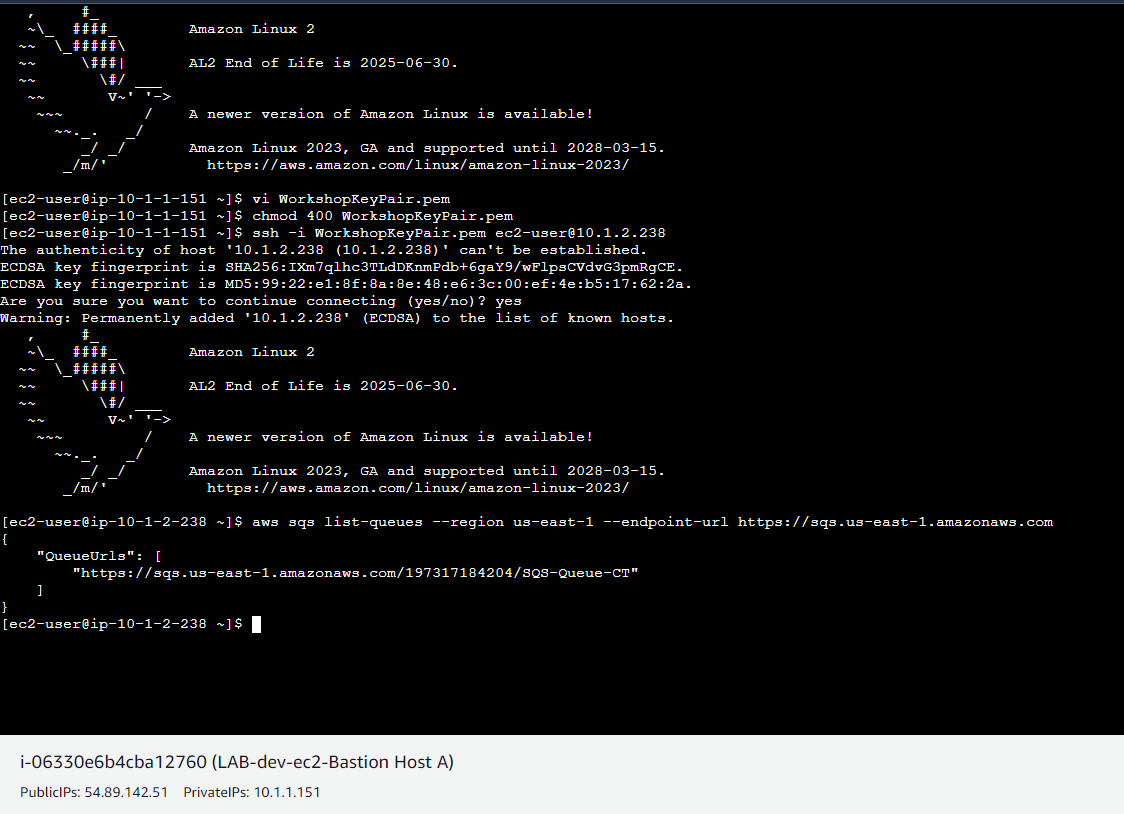 ,     #_
   ~\_  ####_        Amazon Linux 2
  ~~  \_#####\
  ~~     \###|       AL2 End of Life is 2025-06-30.
  ~~       \#/ ___
   ~~       V~' '->
    ~~~         /    A newer version of Amazon Linux is available!
      ~~._.   _/
         _/ _/       Amazon Linux 2023, GA and supported until 2028-03-15.
       _/m/'           https://aws.amazon.com/linux/amazon-linux-2023/
[ec2-user@ip-10-1-1-151 ~]$ vi WorkshopKeyPair.pem
[ec2-user@ip-10-1-1-151 ~]$ chmod 400 WorkshopKeyPair.pem
[ec2-user@ip-10-1-1-151 ~]$ ssh -i WorkshopKeyPair.pem ec2-user@10.1.2.238
The authenticity of host '10.1.2.238 (10.1.2.238)' can't be established.
ECDSA key fingerprint is SHA256:IXm7qlhc3TLdDKnmPdb+6gaY9/wFlpsCVdvG3pmRgCE.
ECDSA key fingerprint is MD5:99:22:e1:8f:8a:8e:48:e6:3c:00:ef:4e:b5:17:62:2a.
Are you sure you want to continue connecting (yes/no)? yes
Warning: Permanently added '10.1.2.238' (ECDSA) to the list of known hosts.
   ,     #_
   ~\_  ####_        Amazon Linux 2
  ~~  \_#####\
  ~~     \###|       AL2 End of Life is 2025-06-30.
  ~~       \#/ ___
   ~~       V~' '->
    ~~~         /    A newer version of Amazon Linux is available!
      ~~._.   _/
         _/ _/       Amazon Linux 2023, GA and supported until 2028-03-15.
       _/m/'           https://aws.amazon.com/linux/amazon-linux-2023/
[ec2-user@ip-10-1-2-238 ~]$ aws sqs list-queues --region us-east-1 --endpoint-url https://sqs.us-east-1.amazonaws.com
{
    "QueueUrls": [
        "https://sqs.us-east-1.amazonaws.com/197317184204/SQS-Queue-CT"
    ]
}
[ec2-user@ip-10-1-2-238 ~]$
i-06330e6b4cba12760 (LAB-dev-ec2-Bastion Host A)
PublicIPs: 54.89.142.51 PrivateIPs: 10.1.1.151